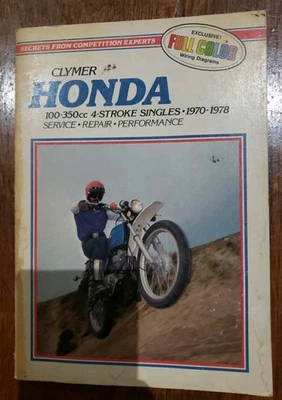 SECRETS FROM COMPETITION EXPERTS
EXCLUSIVE!
FULL COLOR
Wiring Diagrams
CLYMER
HONDA
100-350cc 4-STROKE SINGLES • 1970-1978
SERVICE • REPAIR • PERFORMANCE